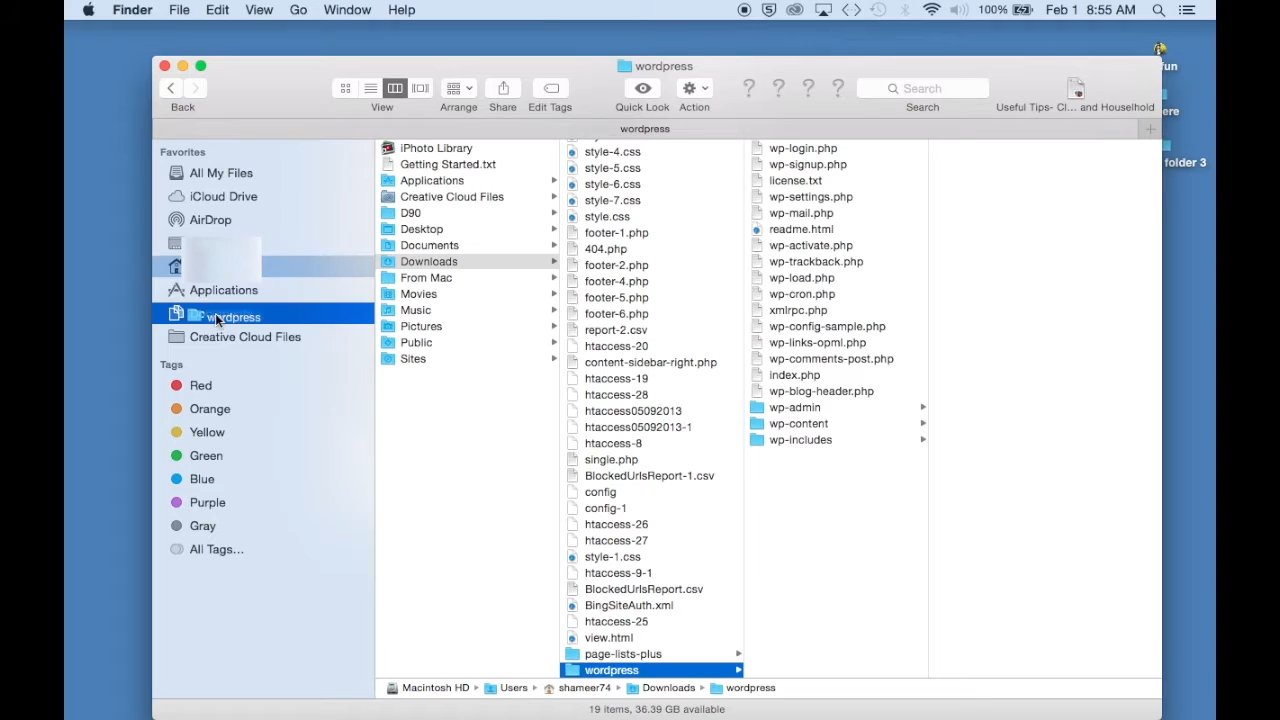 Finder File Edit View Go Window Help 100% Feb 1 8:55 AM
fun
ere
folder 3
wordpress
Back View Arrange Share Edit Tags Quick Look Action Search Search Useful Tips- Cl... and Household
wordpress
Favorites
All My Files
iCloud Drive
AirDrop
Applications
wordpress
Creative Cloud Files
Tags
Red
Orange
Yellow
Green
Blue
Purple
Gray
All Tags...
iPhoto Library
Getting Started.txt
Applications
Creative Cloud Files
D90
Desktop
Documents
Downloads
From Mac
Movies
Music
Pictures
Public
Sites
style-4.css
style-5.css
style-6.css
style-7.css
style.css
footer-1.php
404.php
footer-2.php
footer-4.php
footer-5.php
footer-6.php
report-2.csv
htaccess-20
content-sidebar-right.php
htaccess-19
htaccess-28
htaccess05092013
htaccess05092013-1
htaccess-8
single.php
BlockedUrlsReport-1.csv
config
config-1
htaccess-26
htaccess-27
style-1.css
htaccess-9-1
BlockedUrlsReport.csv
BingSiteAuth.xml
htaccess-25
view.html
page-lists-plus
wordpress
wp-login.php
wp-signup.php
license.txt
wp-settings.php
wp-mail.php
readme.html
wp-activate.php
wp-trackback.php
wp-load.php
wp-cron.php
xmlrpc.php
wp-config-sample.php
wp-links-opml.php
wp-comments-post.php
index.php
wp-blog-header.php
wp-admin
wp-content
wp-includes
Macintosh HD Users shameer74 Downloads wordpress
19 items, 36.39 GB available